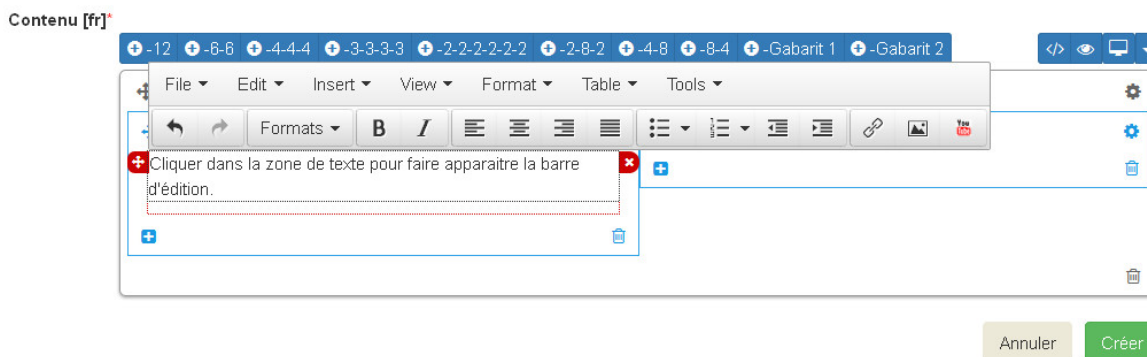 Contenu [fr]*
-12 -6-6 -4-4-4 -3-3-3-3 -2-2-2-2-2-2 -2-8-2 -4-8 -8-4 -Gabarit 1 -Gabarit 2
File Edit Insert View Format Table Tools
Formats B I You Tube
Cliquer dans la zone de texte pour faire apparaitre la barre
d'édition.
Annuler Créer